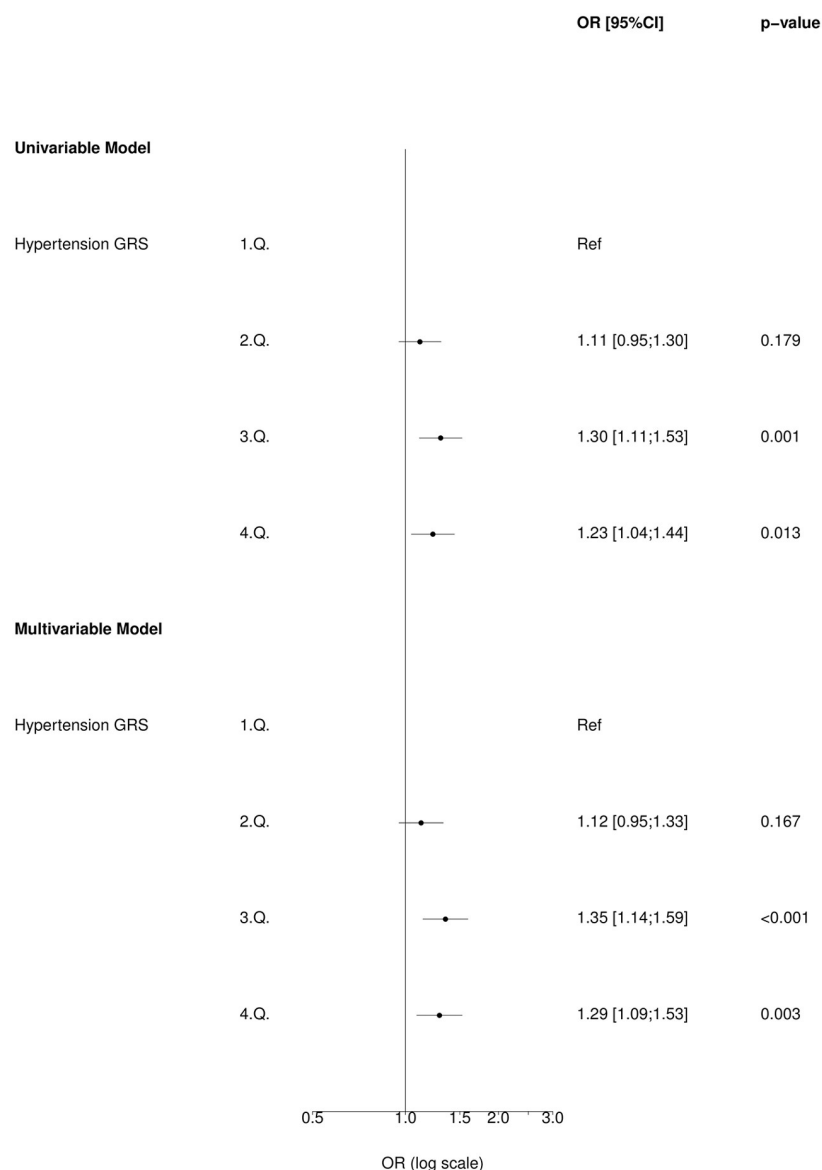 OR [95%CI] p−value
Univariable Model
Hypertension GRS 1.Q. Ref
2.Q. 1.11 [0.95;1.30] 0.179
3.Q. 1.30 [1.11;1.53] 0.001
4.Q. 1.23 [1.04;1.44] 0.013
Multivariable Model
Hypertension GRS 1.Q. Ref
2.Q. 1.12 [0.95;1.33] 0.167
3.Q. 1.35 [1.14;1.59] <0.001
4.Q. 1.29 [1.09;1.53] 0.003
0.5 1.0 1.5 2.0 3.0
OR (log scale)